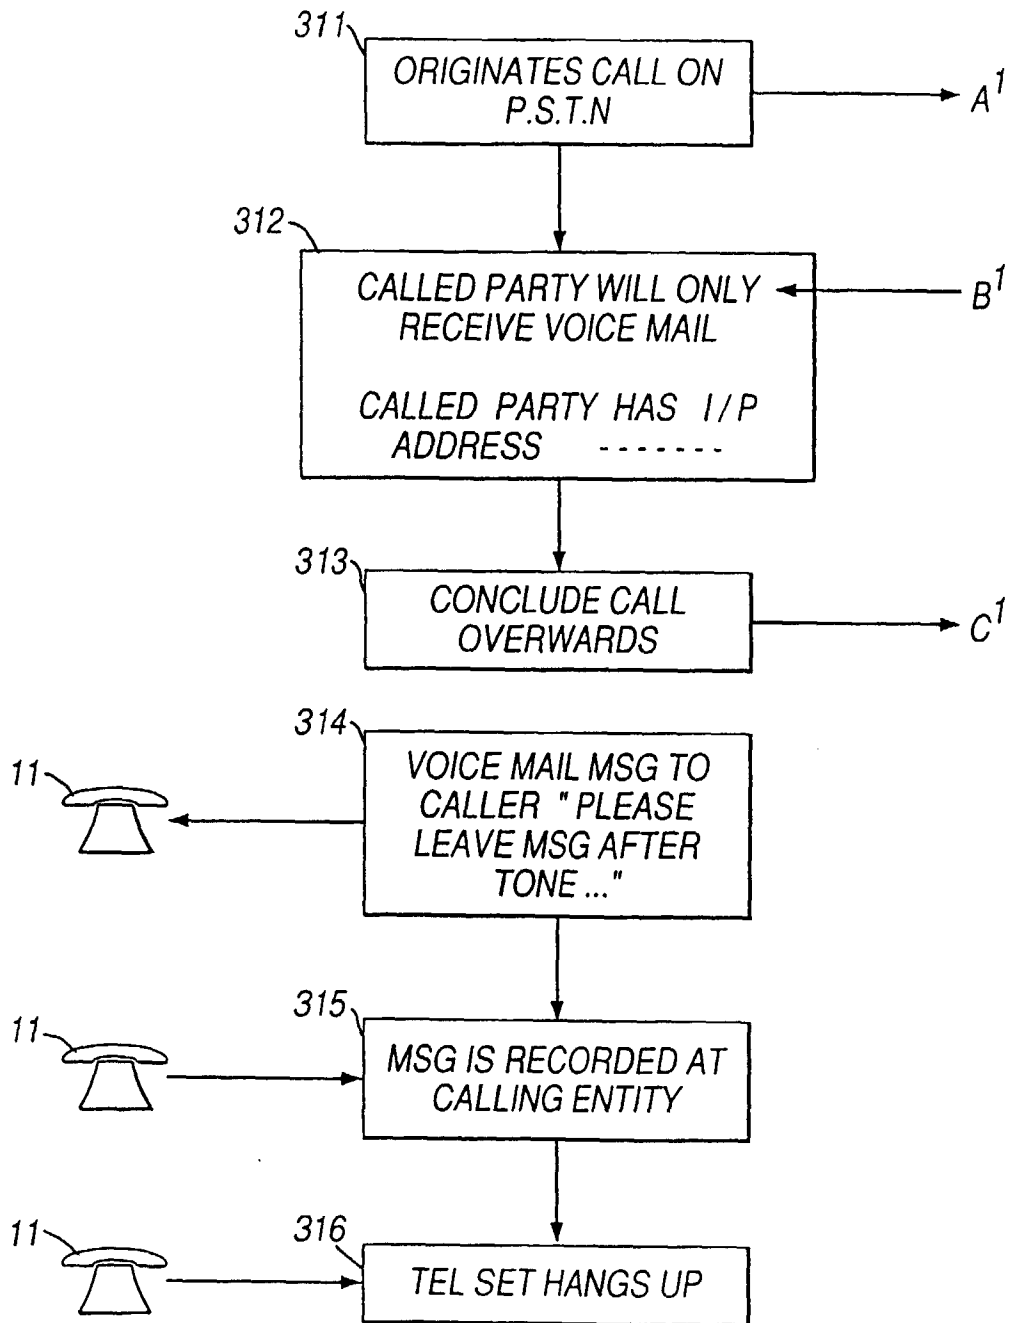 311
ORIGINATES CALL ON
P.S.T.N
A1
312
CALLED PARTY WILL ONLY
RECEIVE VOICE MAIL
B1
CALLED PARTY HAS I/P
ADDRESS -------
313
CONCLUDE CALL
OVERWARDS
C1
314
11
VOICE MAIL MSG TO
CALLER " PLEASE
LEAVE MSG AFTER
TONE ..."
315
11
MSG IS RECORDED AT
CALLING ENTITY
316
11
TEL SET HANGS UP